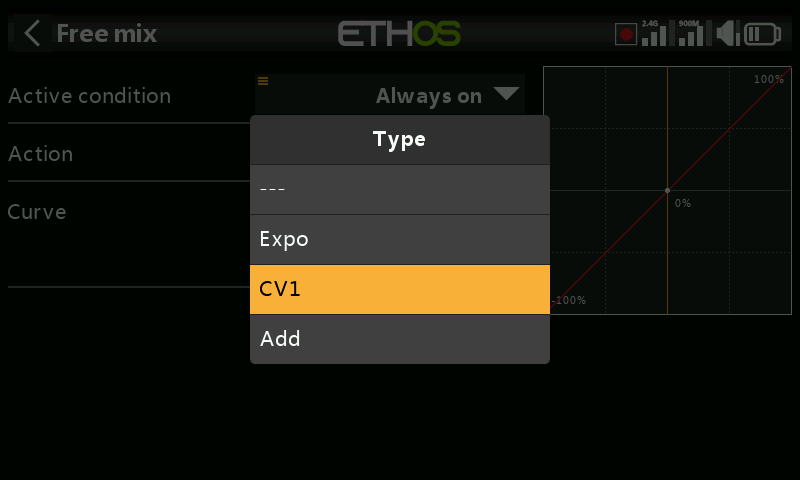 Free mix
ETHOS
2.4G
900M
Active condition
Always on
100%
Type
Action
---
Curve
0%
Expo
CV1
-100%
Add